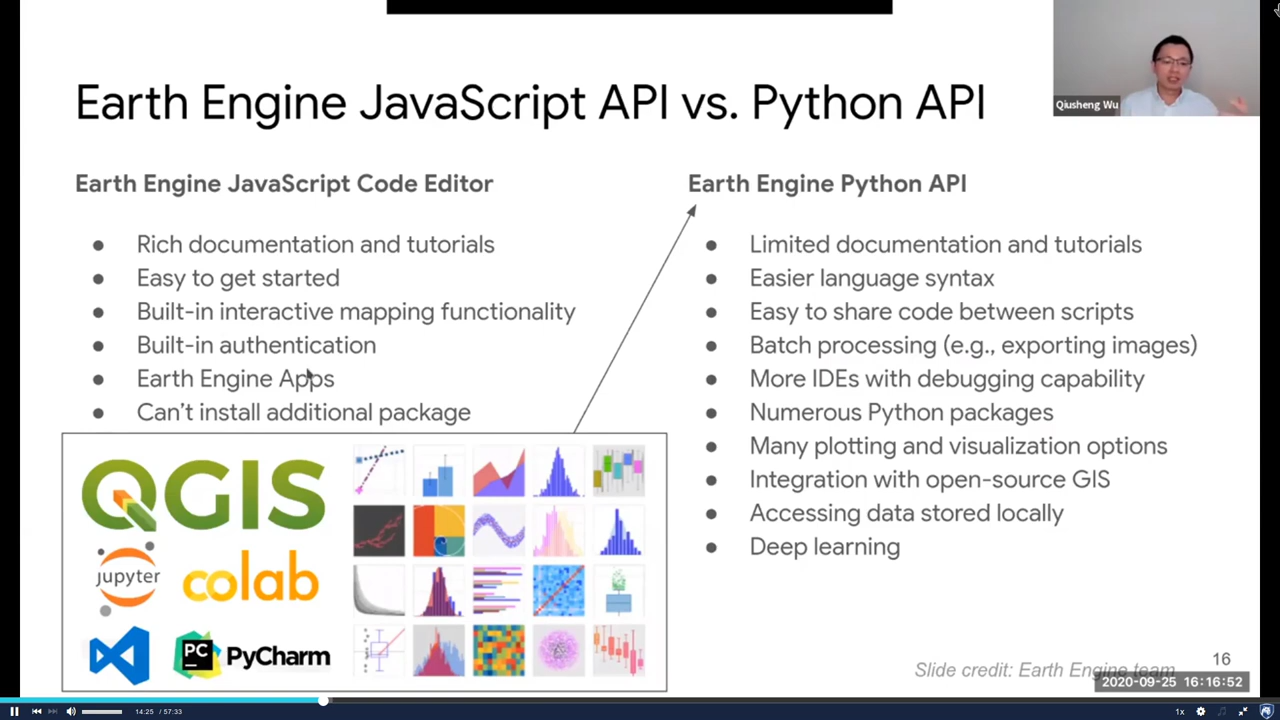 Earth Engine JavaScript API vs. Python API
Qiusheng Wu
Earth Engine JavaScript Code Editor
● Rich documentation and tutorials
● Easy to get started
● Built-in interactive mapping functionality
● Built-in authentication
● Earth Engine Apps
● Can't install additional package
Earth Engine Python API
● Limited documentation and tutorials
● Easier language syntax
● Easy to share code between scripts
● Batch processing (e.g., exporting images)
● More IDEs with debugging capability
● Numerous Python packages
● Many plotting and visualization options
● Integration with open-source GIS
● Accessing data stored locally
● Deep learning
QGIS
jupyter
colab
PC
PyCharm
16
Slide credit: Earth Engine team
2020-09-25 16:16:52
14:25 / 57:33
1x